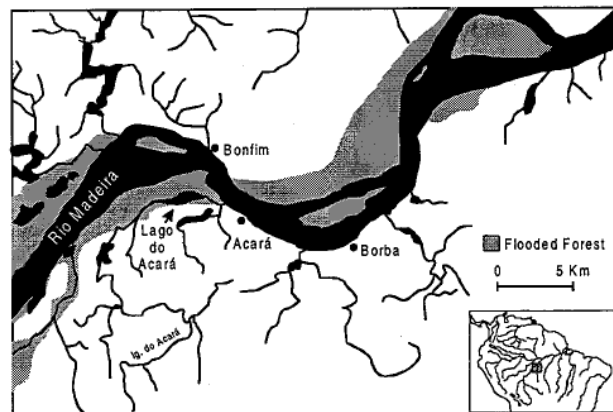 Bonfim
Rio Madeira
Lago
do
Acará
Acará
Borba
Flooded Forest
0 5 Km
Ig. do Acará